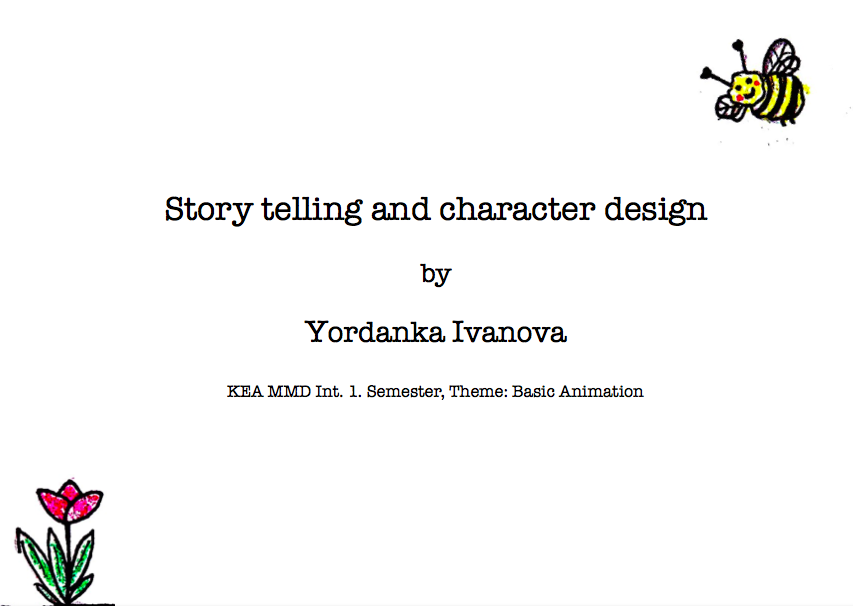 Story telling and character design
by
Yordanka Ivanova
KEA MMD Int. 1. Semester, Theme: Basic Animation